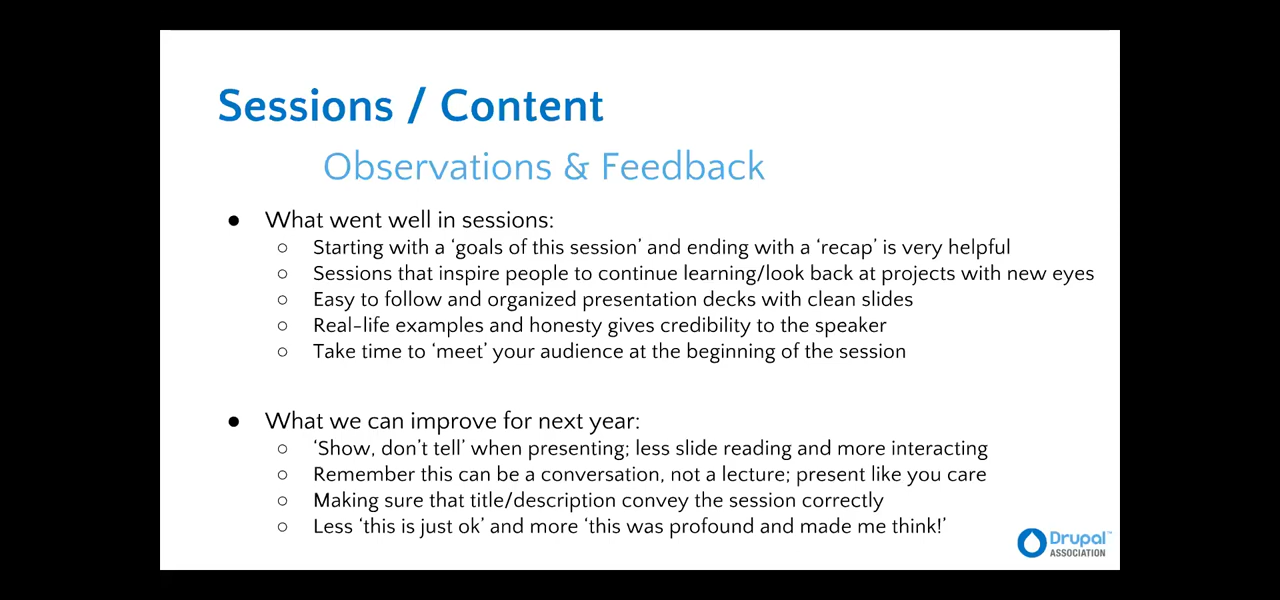 Sessions / Content
Observations & Feedback
● What went well in sessions:
○ Starting with a ‘goals of this session’ and ending with a ‘recap’ is very helpful
○ Sessions that inspire people to continue learning/look back at projects with new eyes
○ Easy to follow and organized presentation decks with clean slides
○ Real-life examples and honesty gives credibility to the speaker
○ Take time to ‘meet’ your audience at the beginning of the session
● What we can improve for next year:
○ ‘Show, don’t tell’ when presenting; less slide reading and more interacting
○ Remember this can be a conversation, not a lecture; present like you care
○ Making sure that title/description convey the session correctly
○ Less ‘this is just ok’ and more ‘this was profound and made me think!’
Drupal™
ASSOCIATION